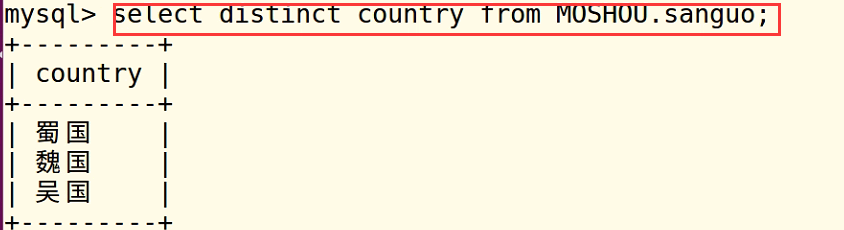 mysql> select distinct country from MOSHOU.sanguo;
+---------+
| country |
+---------+
| 蜀国    |
| 魏国    |
| 吴国    |
+---------+